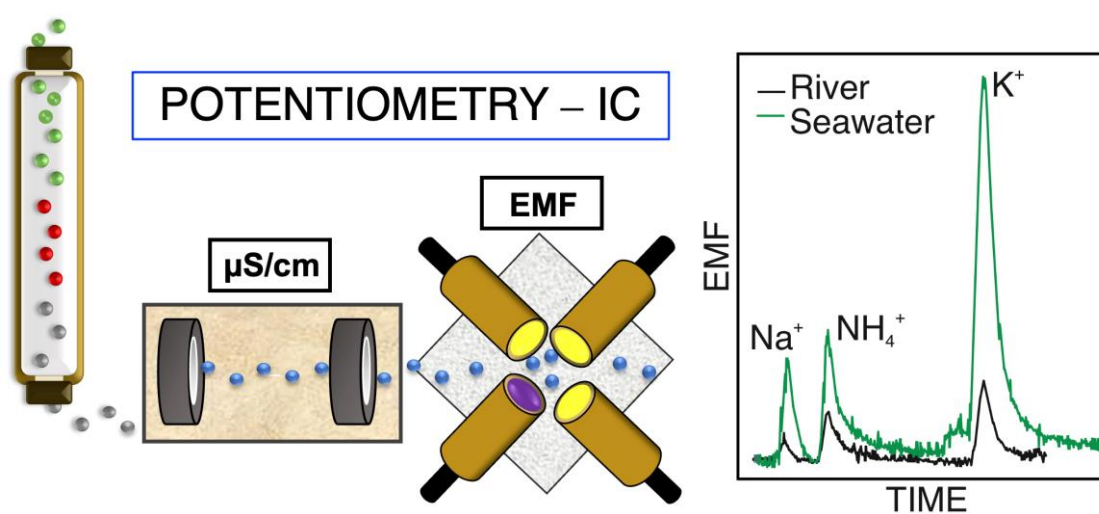 POTENTIOMETRY – IC
EMF
µS/cm
River
Seawater
K⁺
Na⁺
NH₄⁺
EMF
TIME